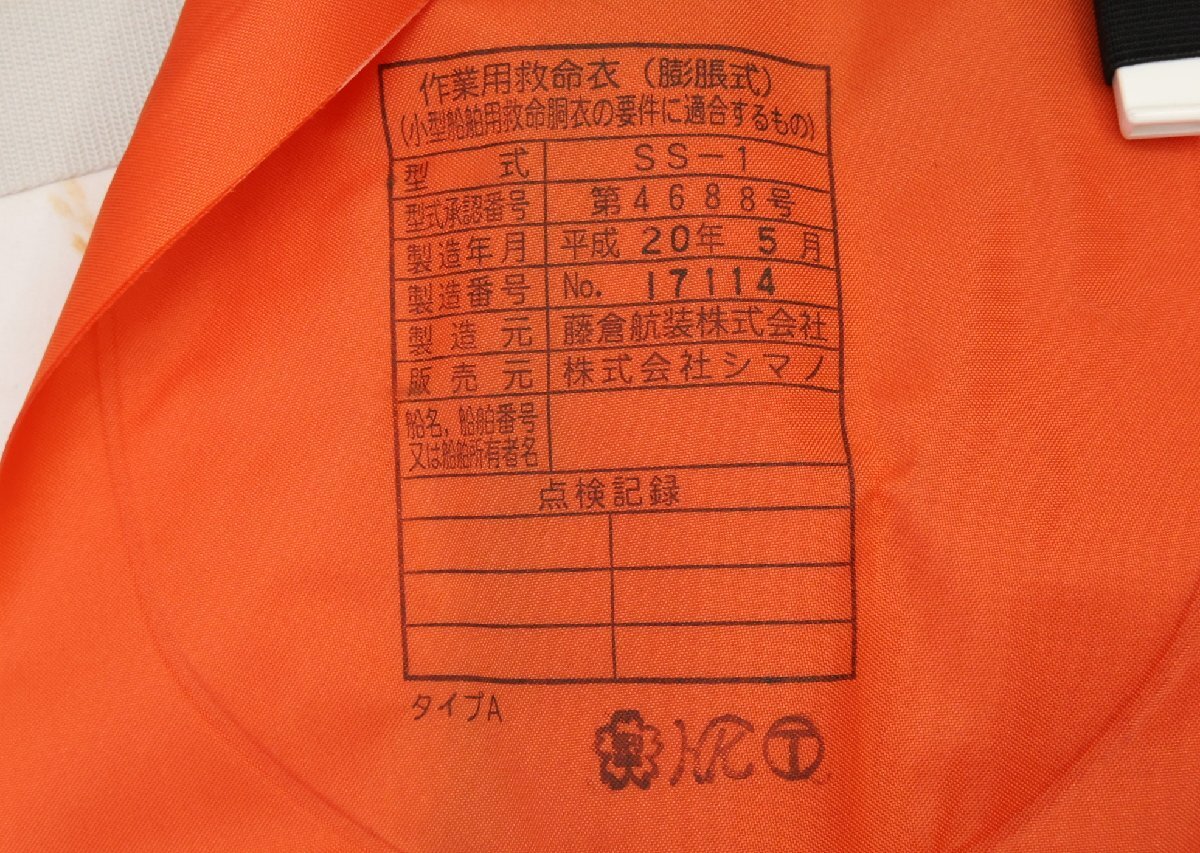 作業用救命衣(膨脹式)
(小型船舶用救命胴衣の要件に適合するもの)
型 式 SS-1
型式承認番号 第4688号
製造年月 平成 20年 5月
製造番号 No. 17114
製造元 藤倉航装株式会社
販売元 株式会社シマノ
船名,船舶番号
又は船舶所有者名
点検記録
タイプA